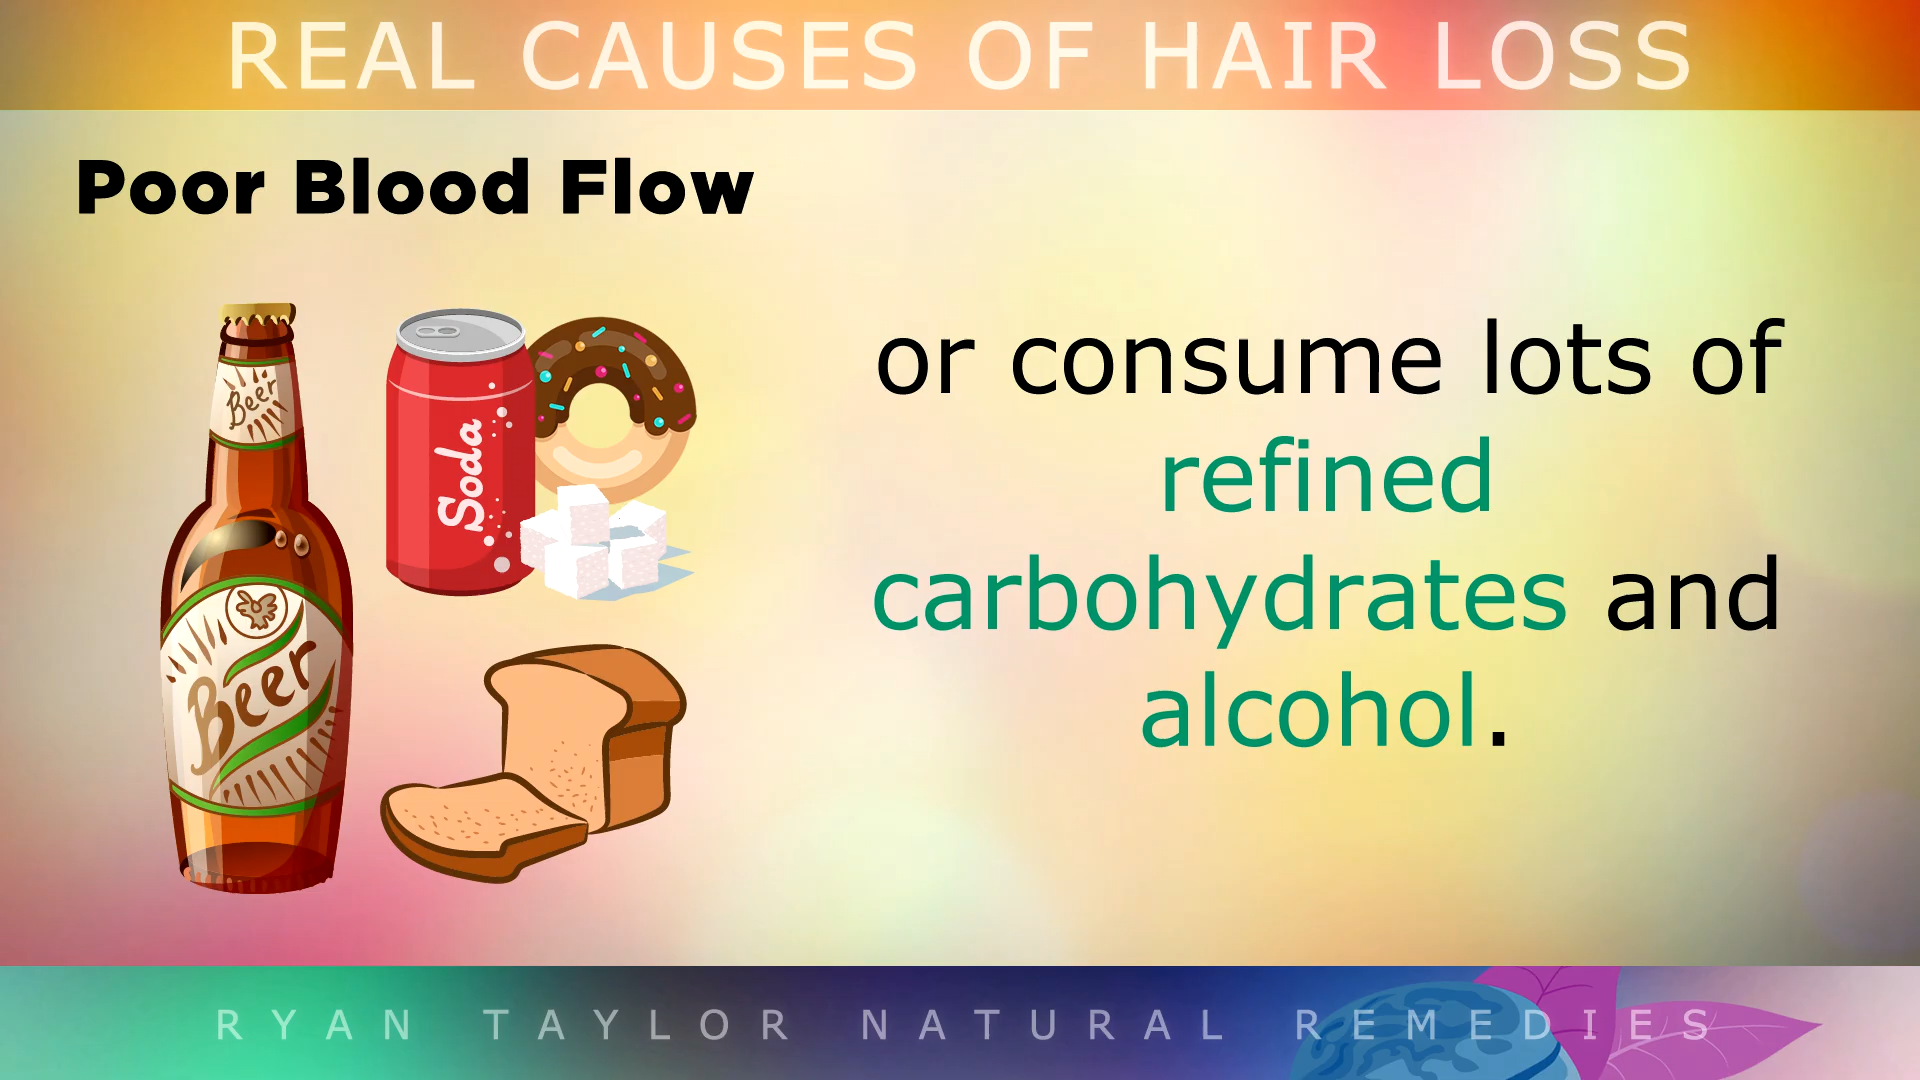 REAL CAUSES OF HAIR LOSS
Poor Blood Flow
Beer
Soda
Beer
or consume lots of
refined
carbohydrates and
alcohol.
RYAN TAYLOR NATURAL REMEDIES